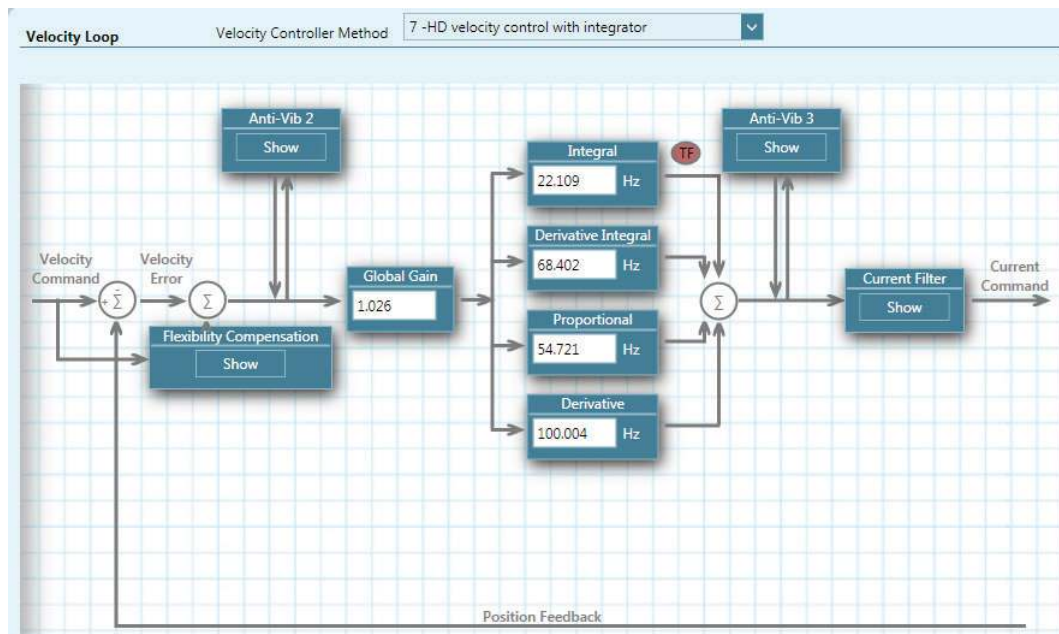 Velocity Loop
Velocity Controller Method
7 -HD velocity control with integrator
Anti-Vib 2
Show
Anti-Vib 3
Show
Integral
22.109 Hz
TF
Derivative Integral
68.402 Hz
Velocity
Command
Velocity
Error
+
-
Σ
Σ
Global Gain
1.026
Σ
Current Filter
Show
Current
Command
Flexibility Compensation
Show
Proportional
54.721 Hz
Derivative
100.004 Hz
Position Feedback